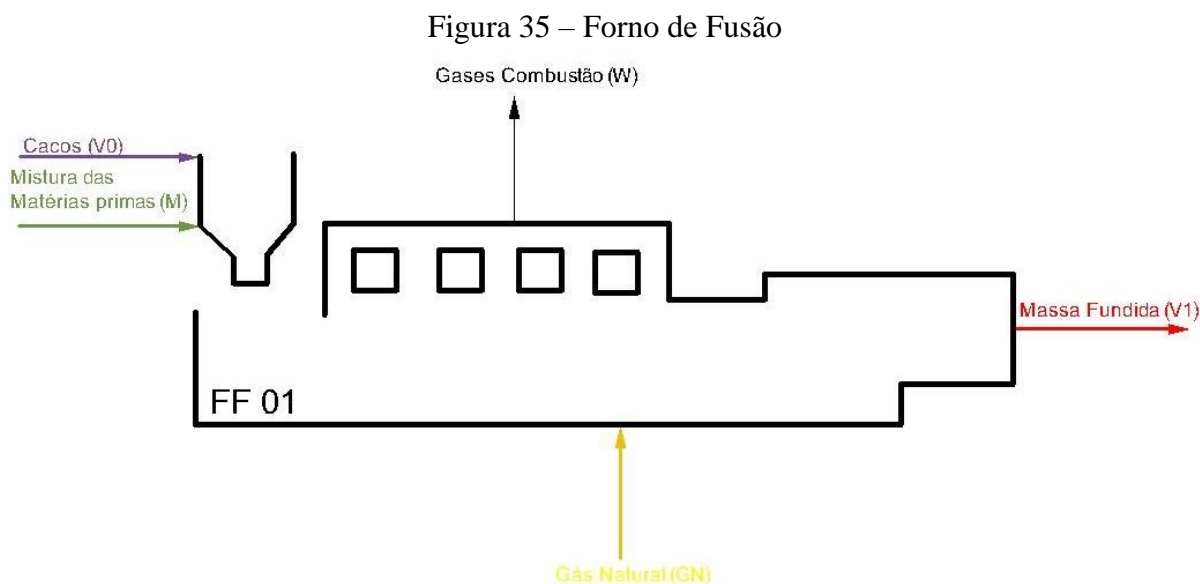 Figura 35 – Forno de Fusão
Gases Combustão (W)
Cacos (V0)
Mistura das
Matérias primas (M)
Massa Fundida (V1)
FF 01
Gás Natural (GN)